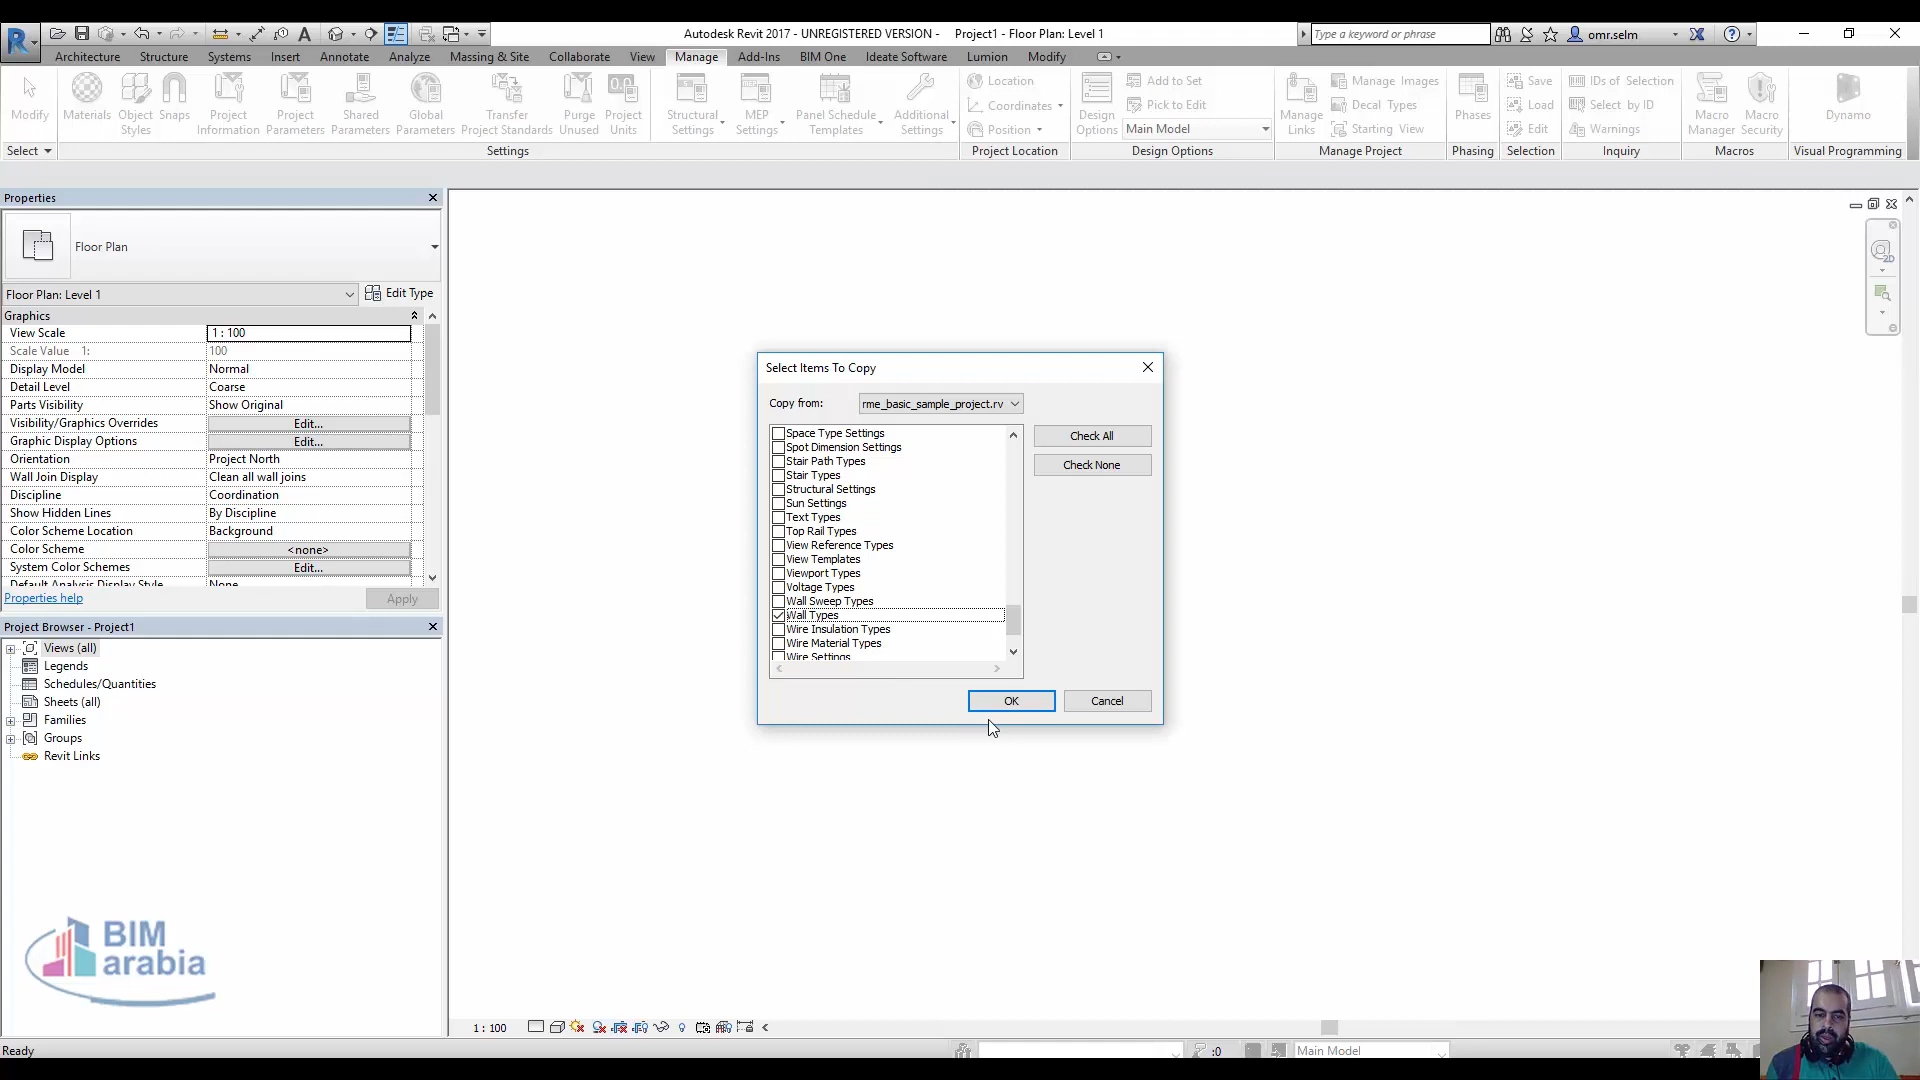 Autodesk Revit 2017 - UNREGISTERED VERSION - Project1 - Floor Plan: Level 1
Type a keyword or phrase
omr.selm
Architecture Structure Systems Insert Annotate Analyze Massing & Site Collaborate View Manage Add-Ins BIM One Ideate Software Lumion Modify
Modify
Materials
Object Styles
Snaps
Project Information
Project Parameters
Shared Parameters
Global Parameters
Transfer Project Standards
Purge Unused
Project Units
Structural Settings
MEP Settings
Panel Schedule Templates
Additional Settings
Location
Coordinates
Position
Design Options
Add to Set
Pick to Edit
Main Model
Manage Links
Manage Images
Decal Types
Starting View
Phases
Save
Load
Edit
IDs of Selection
Select by ID
Warnings
Macro Manager
Macro Security
Dynamo
Select Settings Project Location Design Options Manage Project Phasing Selection Inquiry Macros Visual Programming
Properties
Floor Plan
Floor Plan: Level 1 Edit Type
Graphics
View Scale 1 : 100
Scale Value 1: 100
Display Model Normal
Detail Level Coarse
Parts Visibility Show Original
Visibility/Graphics Overrides Edit...
Graphic Display Options Edit...
Orientation Project North
Wall Join Display Clean all wall joins
Discipline Coordination
Show Hidden Lines By Discipline
Color Scheme Location Background
Color Scheme <none>
System Color Schemes Edit...
Default Analysis Display Style None
Properties help Apply
Project Browser - Project1
Views (all)
Legends
Schedules/Quantities
Sheets (all)
Families
Groups
Revit Links
Select Items To Copy
Copy from: rme_basic_sample_project.rv
Space Type Settings
Spot Dimension Settings
Stair Path Types
Stair Types
Structural Settings
Sun Settings
Text Types
Top Rail Types
View Reference Types
View Templates
Viewport Types
Voltage Types
Wall Sweep Types
Wall Types
Wire Insulation Types
Wire Material Types
Wire Settings
Check All
Check None
OK Cancel
2D
BIM
arabia
1 : 100
Ready
:0
Main Model